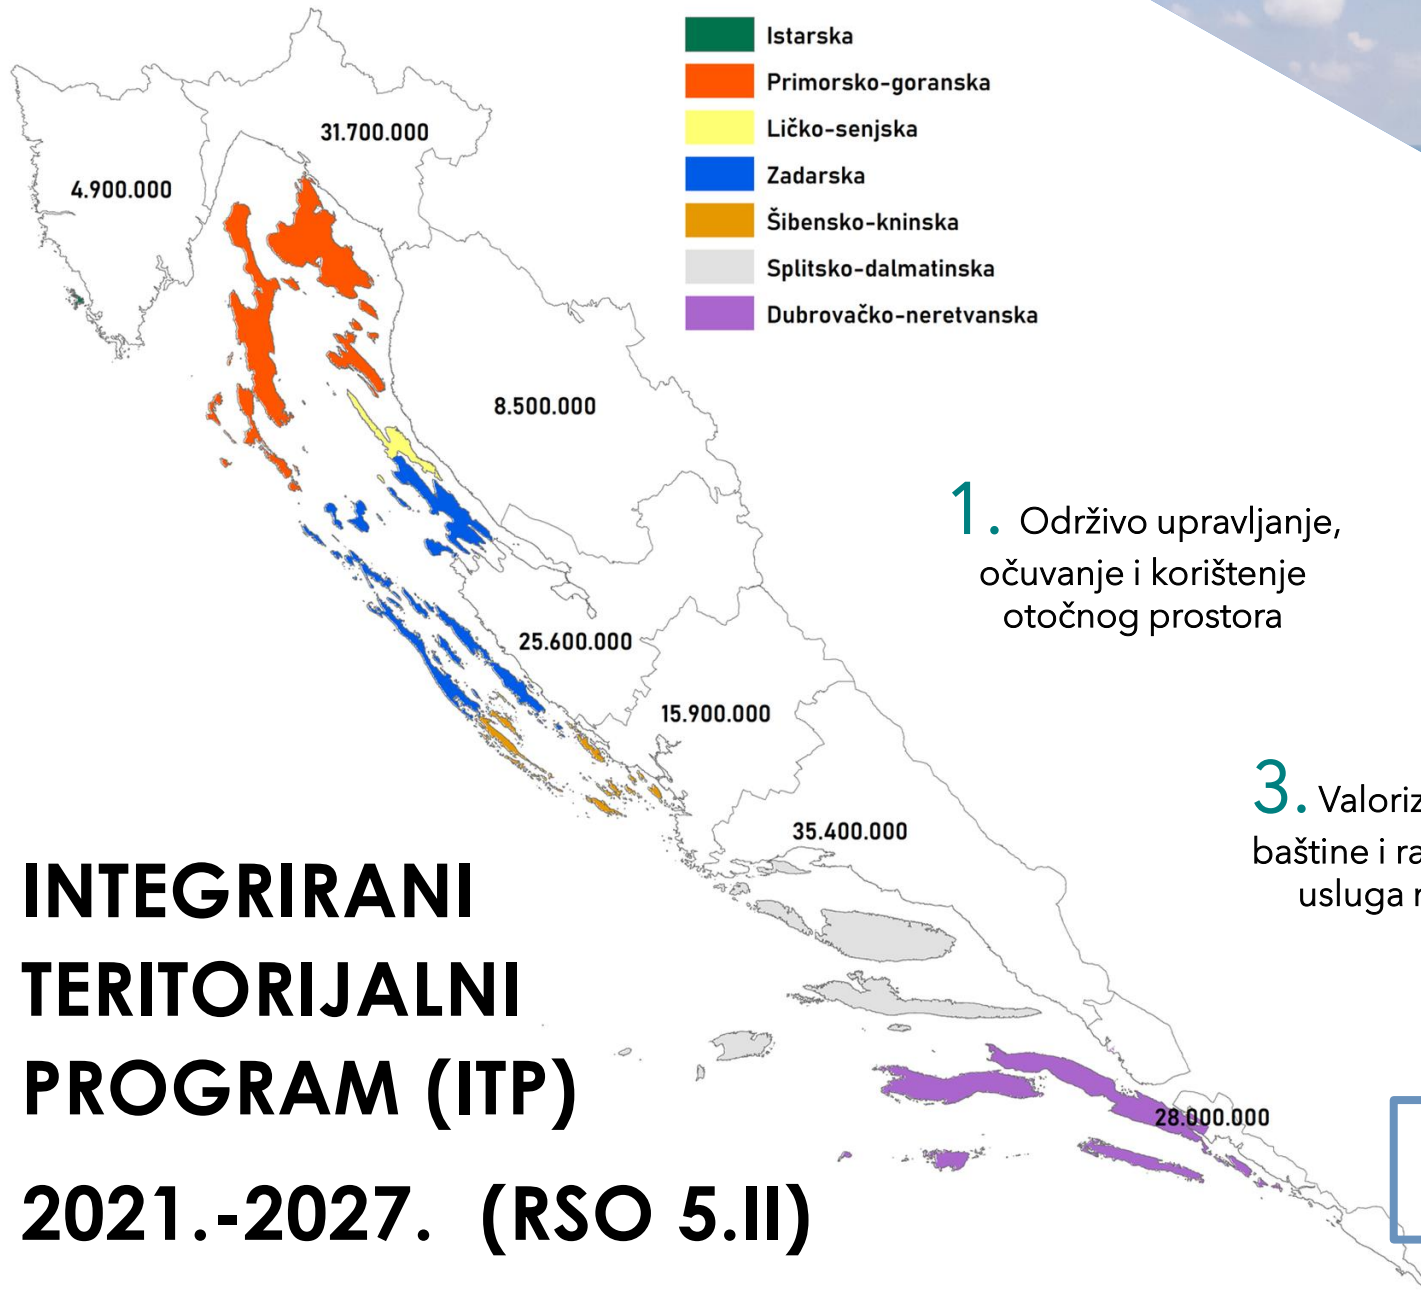 Istarska
Primorsko-goranska
Ličko-senjska
Zadarska
Šibensko-kninska
Splitsko-dalmatinska
Dubrovačko-neretvanska
31.700.000
4.900.000
8.500.000
25.600.000
15.900.000
35.400.000
28.000.000
1. Održivo upravljanje,
očuvanje i korištenje
otočnog prostora
3.
baštine i
usluga
INTEGRIRANI
TERITORIJALNI
PROGRAM (ITP)
2021.-2027. (RSO 5.II)